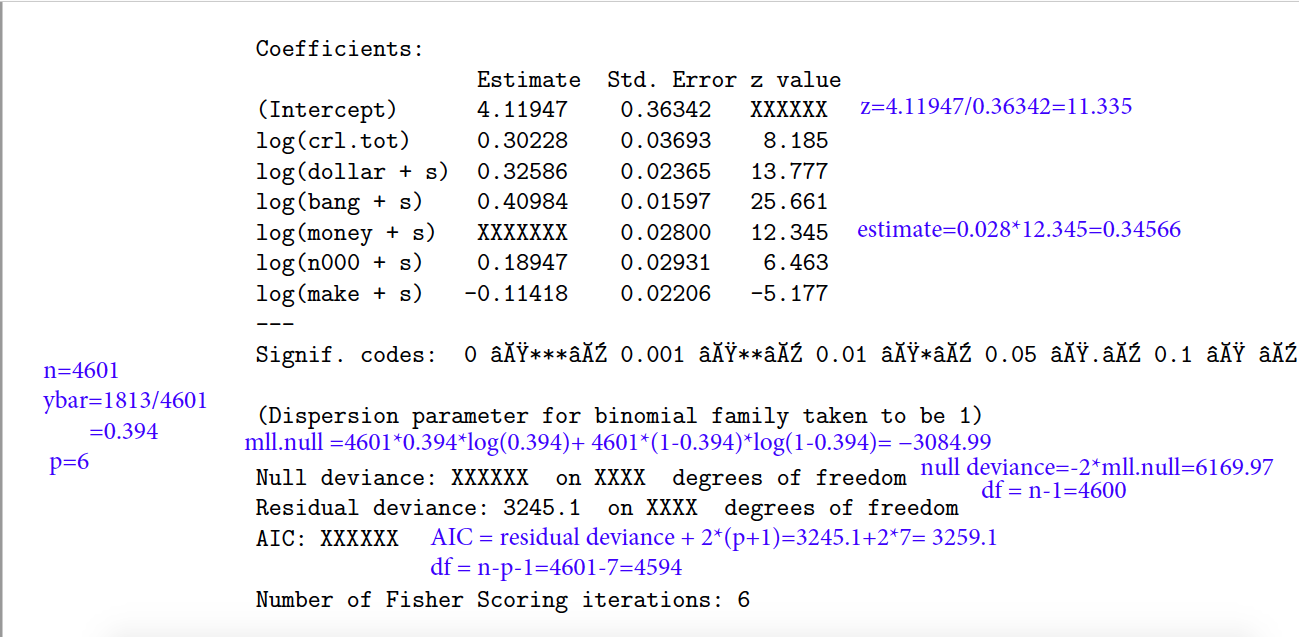 Coefficients:
Estimate Std. Error z value
(Intercept) 4.11947 0.36342 XXXXXX z=4.11947/0.36342=11.335
log(crl.tot) 0.30228 0.03693 8.185
log(dollar + s) 0.32586 0.02365 13.777
log(bang + s) 0.40984 0.01597 25.661
log(money + s) XXXXXXX 0.02800 12.345 estimate=0.028*12.345=0.34566
log(n000 + s) 0.18947 0.02931 6.463
log(make + s) -0.11418 0.02206 -5.177
---
Signif. codes: 0 âĂŸ***âĂŹ 0.001 âĂŸ**âĂŹ 0.01 âĂŸ*âĂŹ 0.05 âĂŸ.âĂŹ 0.1 âĂŸ âĂŹ
n=4601
ybar=1813/4601
=0.394
(Dispersion parameter for binomial family taken to be 1)
mll.null =4601*0.394*log(0.394)+ 4601*(1-0.394)*log(1-0.394)= −3084.99
p=6
Null deviance: XXXXXX on XXXX degrees of freedom null deviance=-2*mll.null=6169.97
df = n-1=4600
Residual deviance: 3245.1 on XXXX degrees of freedom
AIC: XXXXXX AIC = residual deviance + 2*(p+1)=3245.1+2*7= 3259.1
df = n-p-1=4601-7=4594
Number of Fisher Scoring iterations: 6